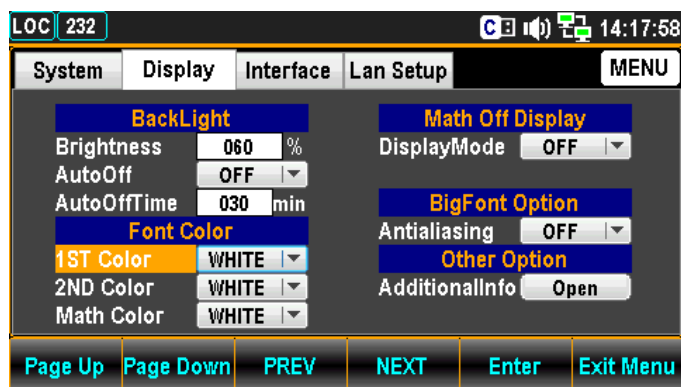 LOC 232 C 14:17:58
System Display Interface Lan Setup MENU
BackLight
Brightness 060 %
AutoOff OFF
AutoOffTime 030 min
Font Color
1ST Color WHITE
2ND Color WHITE
Math Color WHITE
Math Off Display
DisplayMode OFF
BigFont Option
Antialiasing OFF
Other Option
AdditionalInfo Open
Page Up Page Down PREV NEXT Enter Exit Menu